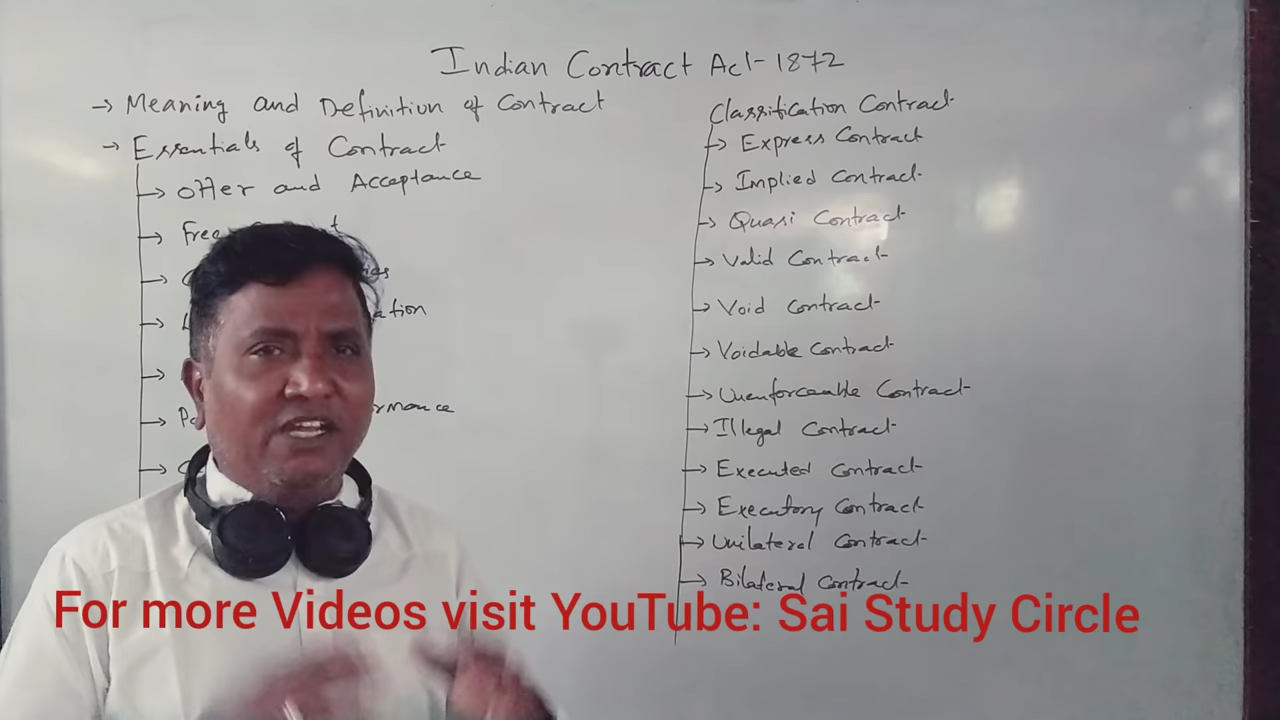 Indian Contract Act-1872
→ Meaning and Definition of Contract
→ Essentials of Contract
→ Offer and Acceptance
→ Free
→
→
→
→
→
Classification Contract
→ Express Contract
→ Implied Contract
→ Quasi Contract
→ Valid Contract
→ Void Contract
→ Voidable Contract
→ Unenforceable Contract
→ Illegal Contract
→ Executed Contract
→ Executory Contract
→ Unilateral Contract
→ Bilateral Contract
For more Videos visit YouTube: Sai Study Circle